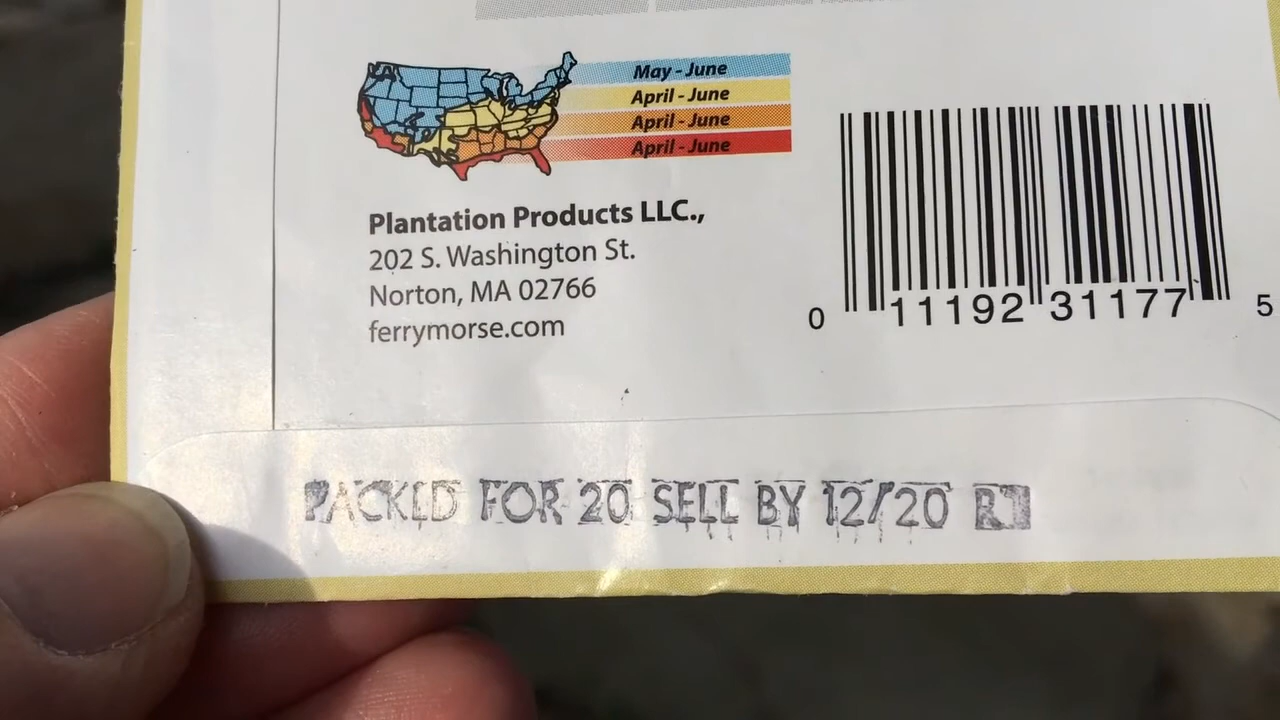 May - June
April - June
April - June
April - June
Plantation Products LLC.,
202 S. Washington St.
Norton, MA 02766
ferrymorse.com
0 11192 31177 5
PACKED FOR 20 SELL BY 12/20